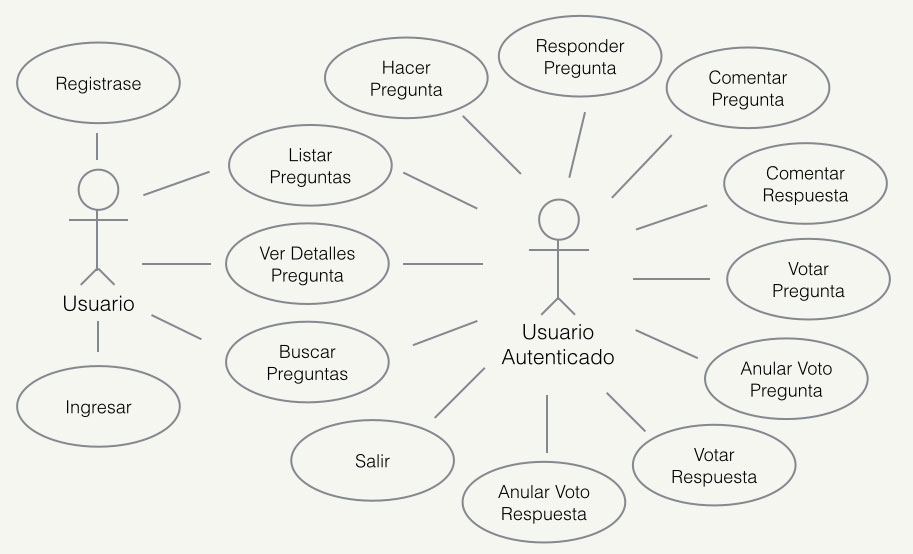 Registrase
Usuario
Ingresar
Listar
Preguntas
Ver Detalles
Pregunta
Buscar
Preguntas
Hacer
Pregunta
Responder
Pregunta
Comentar
Pregunta
Comentar
Respuesta
Votar
Pregunta
Usuario
Autenticado
Anular Voto
Pregunta
Votar
Respuesta
Anular Voto
Respuesta
Salir